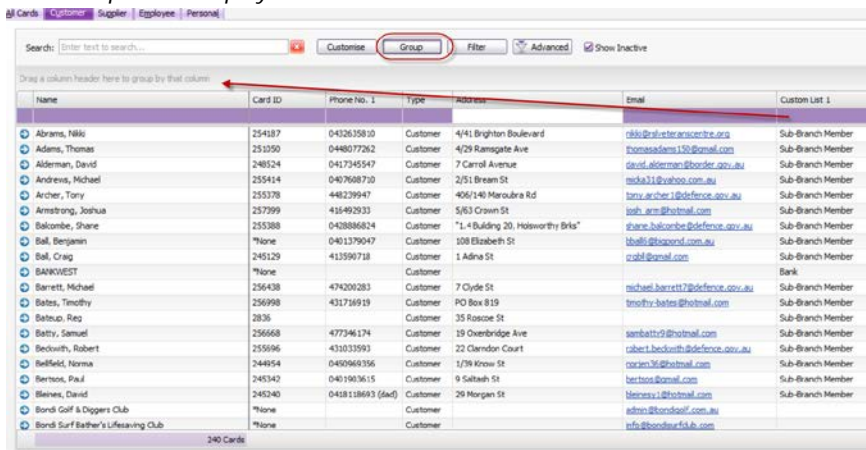 All Cards Customer Supplier Employee Personal
Search: Enter text to search... Customise Group Filter Advanced Show Inactive
Drag a column header here to group by that column
Name Card ID Phone No. 1 Type Address Email Custom List 1
Abrams, Nikki 254187 0432635810 Customer 4/41 Brighton Boulevard nikki@rslveteranscentre.org Sub-Branch Member
Adams, Thomas 251050 0448077262 Customer 4/29 Ramsgate Ave thomasadams150@gmail.com Sub-Branch Member
Alderman, David 248524 0417345547 Customer 7 Carroll Avenue david.alderman@border.gov.au Sub-Branch Member
Andrews, Michael 255414 0407608710 Customer 2/51 Bream St micka31@yahoo.com.au Sub-Branch Member
Archer, Tony 255378 448239947 Customer 406/140 Maroubra Rd tony.archer1@defence.gov.au Sub-Branch Member
Armstrong, Joshua 257399 416492933 Customer 5/63 Crown St josh_arm@hotmail.com Sub-Branch Member
Balcombe, Shane 255388 0428886824 Customer "1.4 Building 20, Holsworthy Brks" shane.balcombe@defence.gov.au Sub-Branch Member
Ball, Benjamin *None 0401379047 Customer 108 Elizabeth St bball6@bigpond.com.au Sub-Branch Member
Ball, Craig 245129 413590718 Customer 1 Adina St crgbll@gmail.com Sub-Branch Member
BANKWEST *None Customer Bank
Barrett, Michael 256438 474200283 Customer 7 Clyde St michael.barrett7@defence.gov.au Sub-Branch Member
Bates, Timothy 256998 431716919 Customer PO Box 819 timothy-bates@hotmail.com Sub-Branch Member
Bateup, Reg 2836 Customer 35 Roscoe St Sub-Branch Member
Batty, Samuel 256668 477346174 Customer 19 Oxenbridge Ave sambatty9@hotmail.com Sub-Branch Member
Beckwith, Robert 255696 431033593 Customer 22 Clarndon Court robert.beckwith@defence.gov.au Sub-Branch Member
Bellfield, Norma 244954 0450969356 Customer 1/39 Know St norjen36@hotmail.com Sub-Branch Member
Bertsos, Paul 245342 0401903615 Customer 9 Saltash St bertsos@gmail.com Sub-Branch Member
Bleines, David 245240 0418118693 (dad) Customer 29 Morgan St bleinesy1@hotmail.com Sub-Branch Member
Bondi Golf & Diggers Club *None Customer admin@bondigolf.com.au
Bondi Surf Bather's Lifesaving Club *None Customer info@bondisurfclub.com
240 Cards